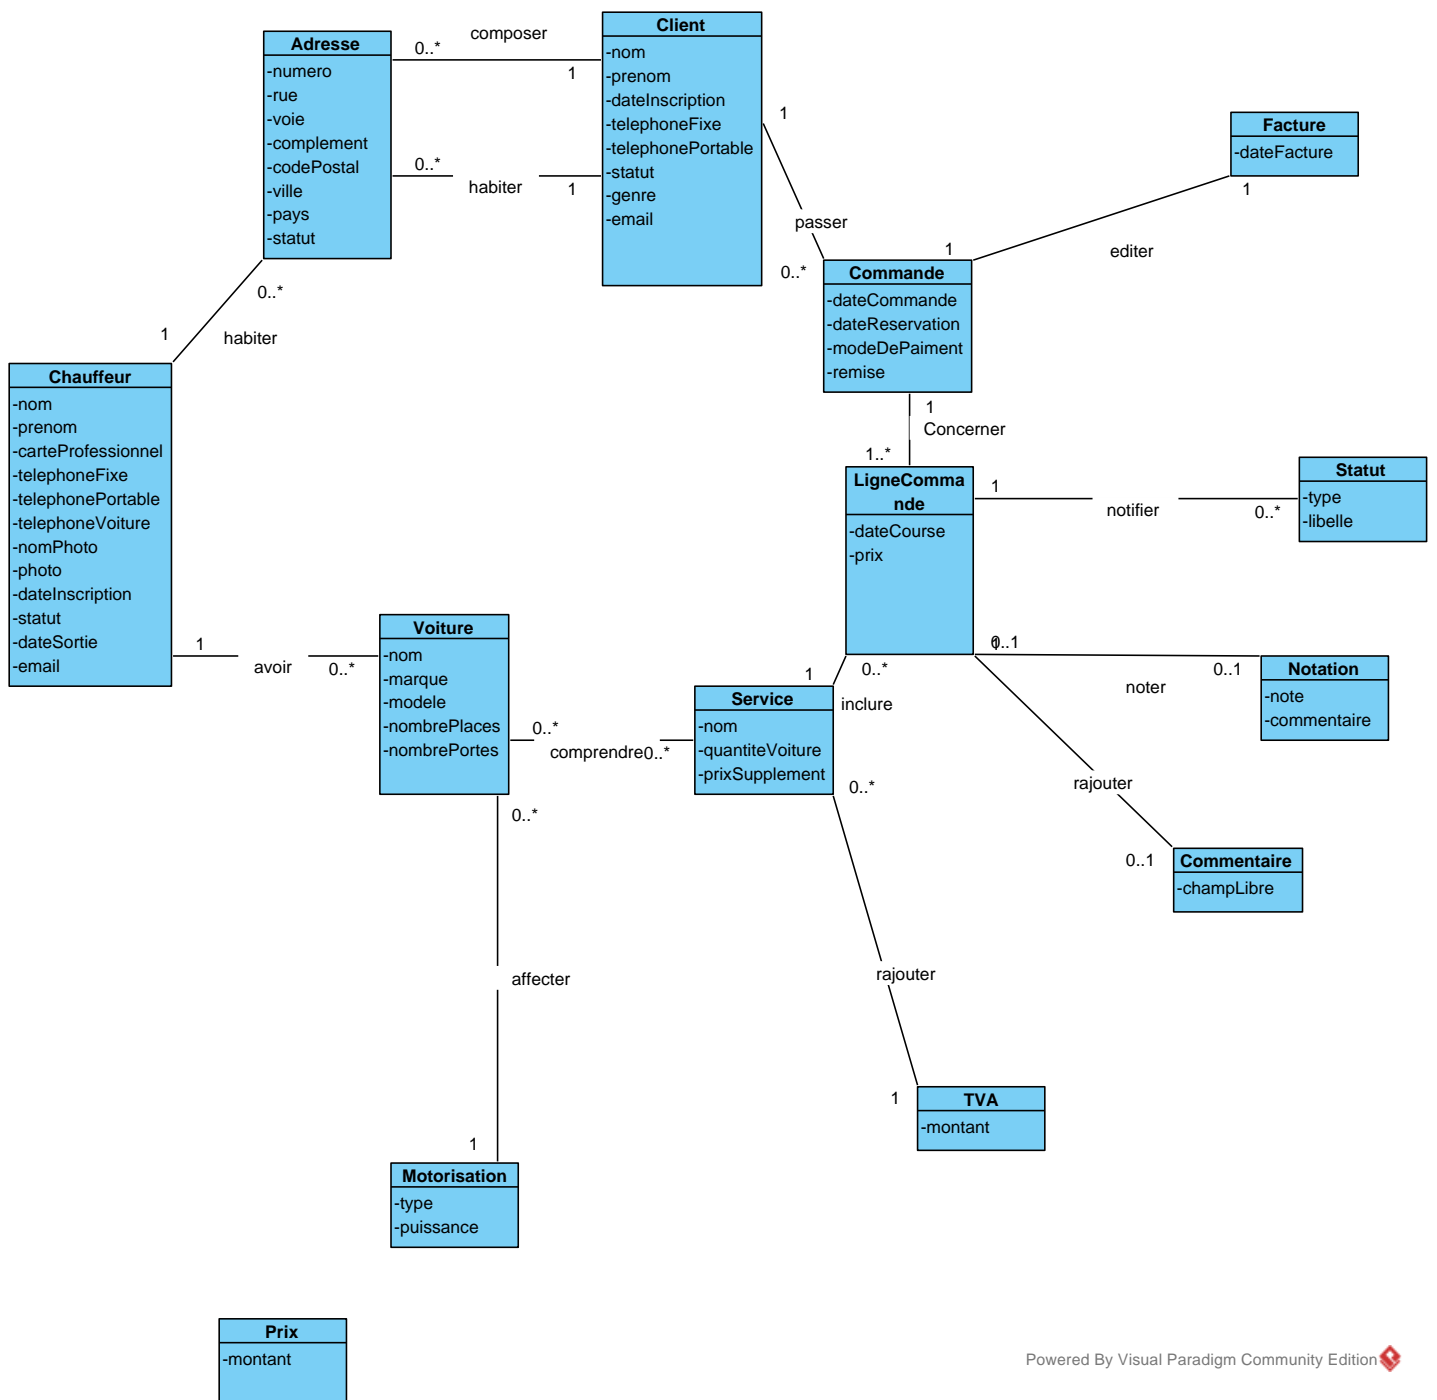 Adresse
-numero
-rue
-voie
-complement
-codePostal
-ville
-pays
-statut
0..*
composer
1
0..*
habiter
1
Client
-nom
-prenom
-dateInscription
-telephoneFixe
-telephonePortable
-statut
-genre
-email
1
passer
0..*
Facture
-dateFacture
1
editer
1
Commande
-dateCommande
-dateReservation
-modeDePaiment
-remise
0..*
habiter
1
Chauffeur
-nom
-prenom
-carteProfessionnel
-telephoneFixe
-telephonePortable
-telephoneVoiture
-nomPhoto
-photo
-dateInscription
-statut
-dateSortie
-email
1
Concerner
1..*
LigneComma
nde
-dateCourse
-prix
1
notifier
0..*
Statut
-type
-libelle
1
avoir
0..*
Voiture
-nom
-marque
-modele
-nombrePlaces
-nombrePortes
0..*
comprendre
0..*
Service
-nom
-quantiteVoiture
-prixSupplement
1
inclure
0..*
0..1
1
noter
0..1
Notation
-note
-commentaire
rajouter
0..1
Commentaire
-champLibre
0..*
rajouter
1
TVA
-montant
0..*
affecter
1
Motorisation
-type
-puissance
Prix
-montant
Powered By Visual Paradigm Community Edition